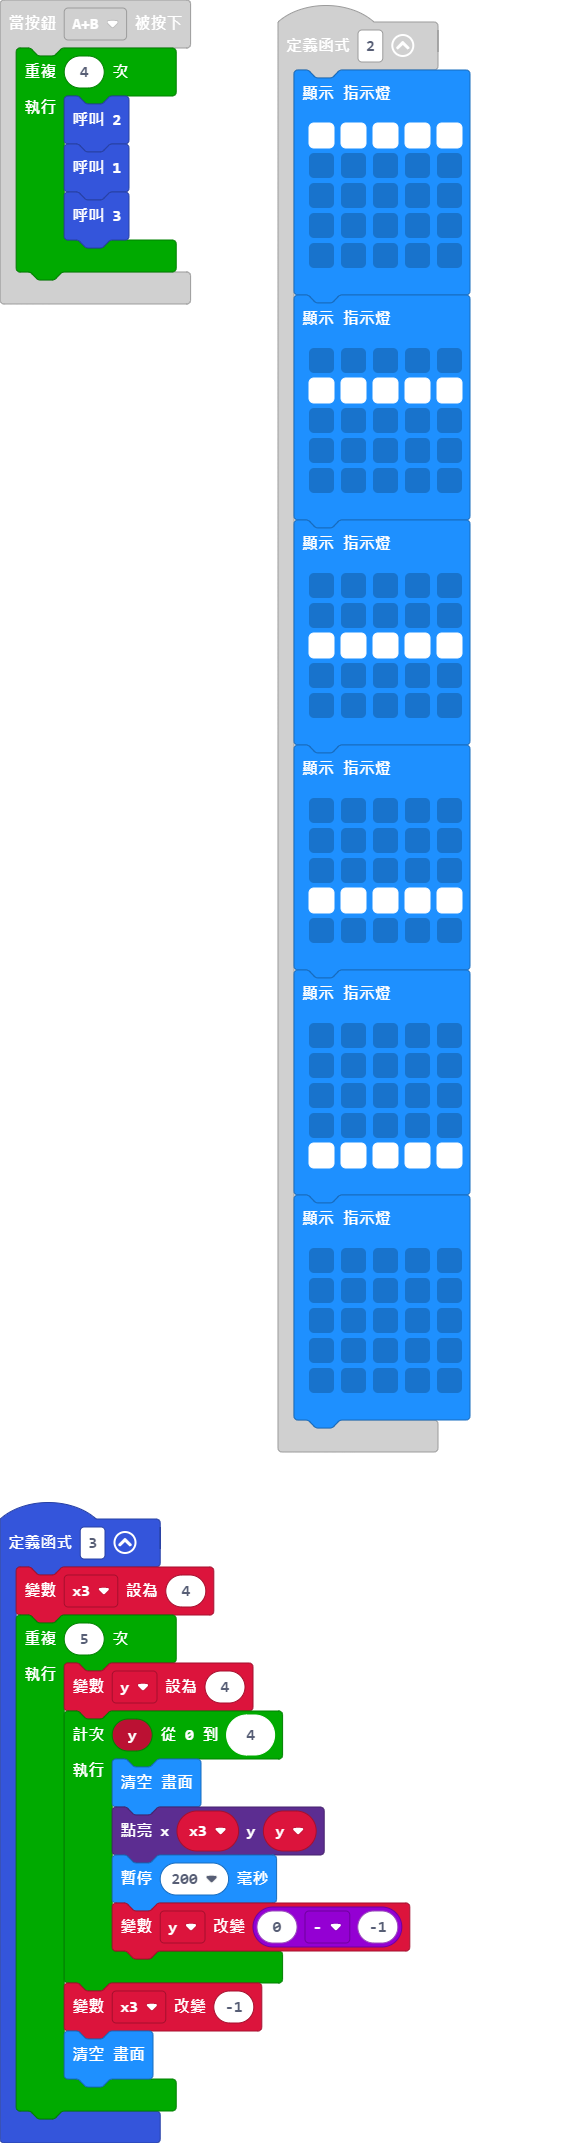 當按鈕 A+B 被按下
重複 4 次
執行
呼叫 2
呼叫 1
呼叫 3
定義函式 2
顯示 指示燈
顯示 指示燈
顯示 指示燈
顯示 指示燈
顯示 指示燈
顯示 指示燈
定義函式 3
變數 x3 設為 4
重複 5 次
執行
變數 y 設為 4
計次 y 從 0 到 4
執行
清空 畫面
點亮 x x3 y y
暫停 200 毫秒
變數 y 改變 0 - -1
變數 x3 改變 -1
清空 畫面